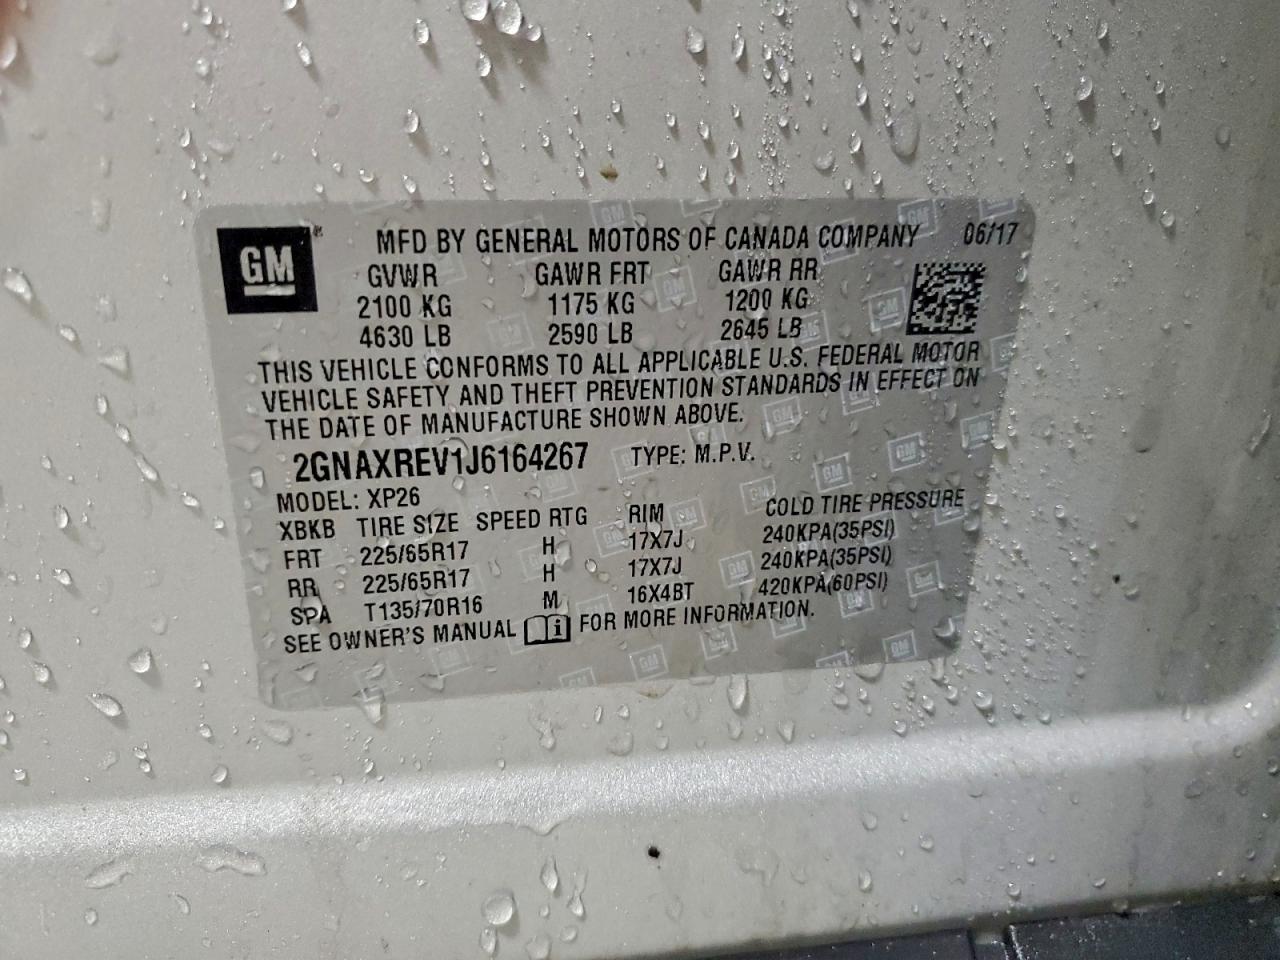 GM
MFD BY GENERAL MOTORS OF CANADA COMPANY 06/17
GVWR GAWR FRT GAWR RR
2100 KG 1175 KG 1200 KG
4630 LB 2590 LB 2645 LB
THIS VEHICLE CONFORMS TO ALL APPLICABLE U.S. FEDERAL MOTOR
VEHICLE SAFETY AND THEFT PREVENTION STANDARDS IN EFFECT ON
THE DATE OF MANUFACTURE SHOWN ABOVE.
2GNAXREV1J6164267 TYPE: M.P.V.
MODEL: XP26
XBKB TIRE SIZE SPEED RTG RIM COLD TIRE PRESSURE
FRT 225/65R17 H 17X7J 240KPA(35PSI)
RR 225/65R17 H 17X7J 240KPA(35PSI)
SPA T135/70R16 M 16X4BT 420KPA(60PSI)
SEE OWNER'S MANUAL i FOR MORE INFORMATION.